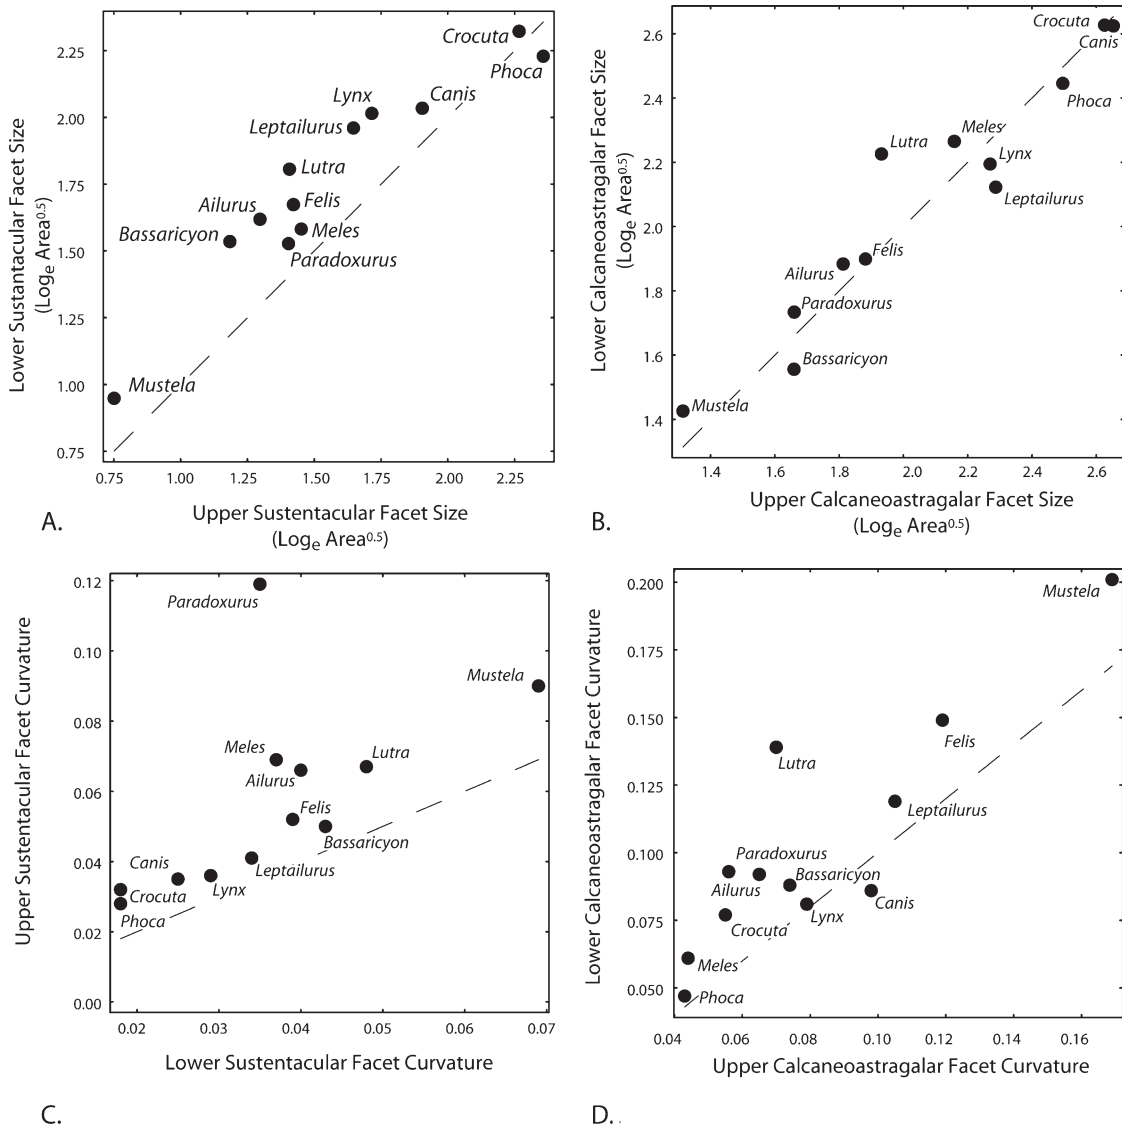 Lower Sustantacular Facet Size
(Logₑ Area⁰·⁵)
2.25
2.00
1.75
1.50
1.25
1.00
0.75
Crocuta
Phoca
Lynx
Canis
Leptailurus
Lutra
Ailurus
Felis
Bassaricyon
Meles
Paradoxurus
Mustela
0.75
1.00
1.25
1.50
1.75
2.00
2.25
Upper Sustentacular Facet Size
(Logₑ Area⁰·⁵)
A.
Lower Calcaneoastragalar Facet Size
(Logₑ Area⁰·⁵)
2.6
2.4
2.2
2.0
1.8
1.6
1.4
Crocuta
Canis
Phoca
Meles
Lutra
Lynx
Leptailurus
Felis
Ailurus
Paradoxurus
Bassaricyon
Mustela
1.4
1.6
1.8
2.0
2.2
2.4
2.6
Upper Calcaneoastragalar Facet Size
(Logₑ Area⁰·⁵)
B.
Upper Sustentacular Facet Curvature
0.12
0.10
0.08
0.06
0.04
0.02
0.00
Paradoxurus
Mustela
Meles
Lutra
Ailurus
Felis
Bassaricyon
Canis
Leptailurus
Crocuta
Lynx
Phoca
0.02
0.03
0.04
0.05
0.06
0.07
Lower Sustentacular Facet Curvature
C.
Lower Calcaneoastragalar Facet Curvature
0.200
0.175
0.150
0.125
0.100
0.075
0.050
Mustela
Felis
Lutra
Leptailurus
Paradoxurus
Bassaricyon
Ailurus
Canis
Lynx
Crocuta
Meles
Phoca
0.04
0.06
0.08
0.10
0.12
0.14
0.16
Upper Calcaneoastragalar Facet Curvature
D.